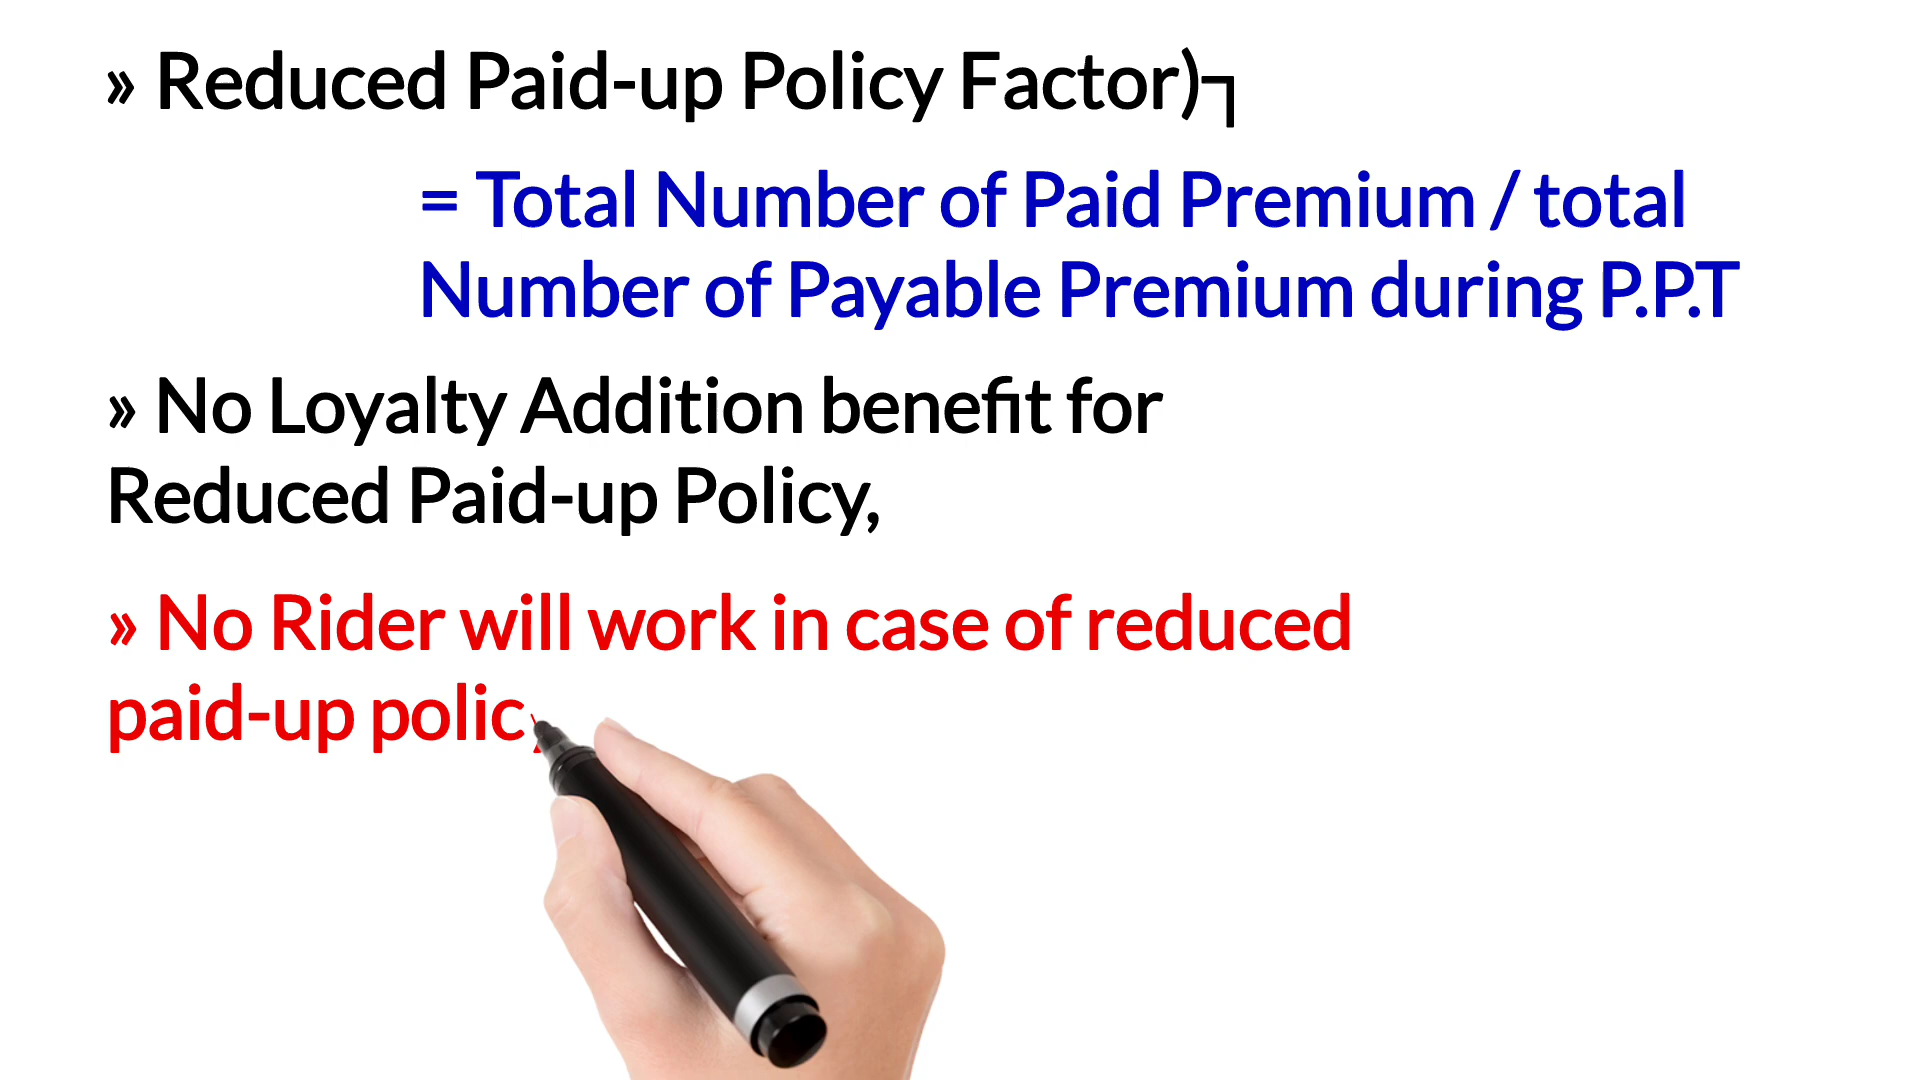 » Reduced Paid-up Policy Factor)┐
= Total Number of Paid Premium / total
Number of Payable Premium during P.P.T
» No Loyalty Addition benefit for
Reduced Paid-up Policy,
» No Rider will work in case of reduced
paid-up polic